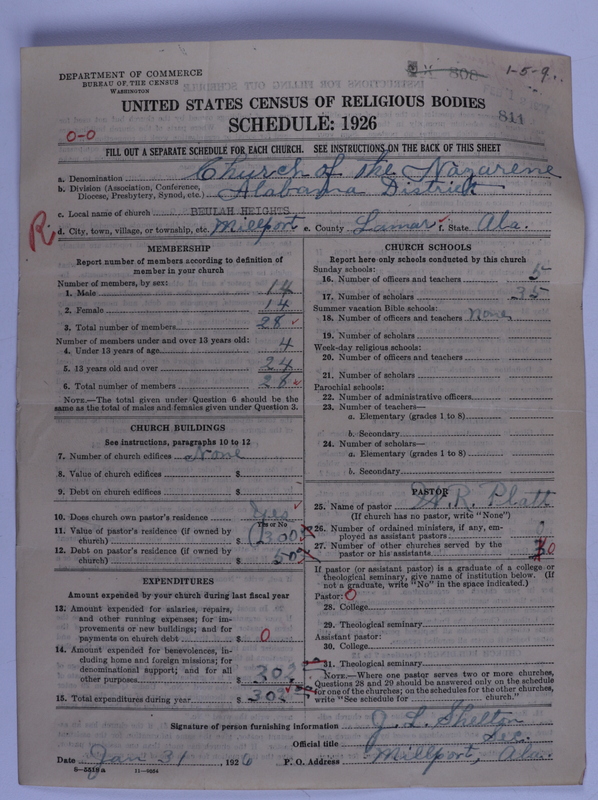 DEPARTMENT OF COMMERCE
BUREAU OF THE CENSUS
WASHINGTON
808
1-5-9
UNITED STATES CENSUS OF RELIGIOUS BODIES
SCHEDULE: 1926
811
0-0
FILL OUT A SEPARATE SCHEDULE FOR EACH CHURCH. SEE INSTRUCTIONS ON THE BACK OF THIS SHEET
a. Denomination Church of the Nazarene
b. Division (Association, Conference,
Diocese, Presbytery, Synod, etc.) Alabama District
c. Local name of church BEULAH HEIGHTS
R d. City, town, village, or township, etc. Millport e. County Lamar f. State Ala.
MEMBERSHIP
Report number of members according to definition of
member in your church
Number of members, by sex:
1. Male 14
2. Female 14
3. Total number of members 28
Number of members under and over 13 years old:
4. Under 13 years of age 4
5. 13 years old and over 24
6. Total number of members 28
NOTE.—The total given under Question 6 should be the
same as the total of males and females given under Question 3.
CHURCH BUILDINGS
See instructions, paragraphs 10 to 12
7. Number of church edifices None
8. Value of church edifices $
9. Debt on church edifices $
10. Does church own pastor's residence Yes
Yes or No
11. Value of pastor's residence (if owned by
church) $ 1300
12. Debt on pastor's residence (if owned by
church) $ 50
EXPENDITURES
Amount expended by your church during last fiscal year
13. Amount expended for salaries, repairs,
and other running expenses; for im-
provements or new buildings; and for
payments on church debt $ 0
14. Amount expended for benevolences, in-
cluding home and foreign missions; for
denominational support; and for all
other purposes $ 302
15. Total expenditures during year $ 302
CHURCH SCHOOLS
Report here only schools conducted by this church
Sunday schools:
16. Number of officers and teachers 5
17. Number of scholars 35
Summer vacation Bible schools:
18. Number of officers and teachers None
19. Number of scholars
Week-day religious schools:
20. Number of officers and teachers
21. Number of scholars
Parochial schools:
22. Number of administrative officers
23. Number of teachers—
a. Elementary (grades 1 to 8)
b. Secondary
24. Number of scholars—
a. Elementary (grades 1 to 8)
b. Secondary
PASTOR
25. Name of pastor W. R. Platt
(If church has no pastor, write "None")
26. Number of ordained ministers, if any, em-
ployed as assistant pastors 0
27. Number of other churches served by the
pastor or his assistants 0
If pastor (or assistant pastor) is a graduate of a college or
theological seminary, give name of institution below. (If
not a graduate, write "No" in the space indicated.)
Pastor: 0
28. College
29. Theological seminary
Assistant pastor:
30. College
31. Theological seminary
NOTE.—Where one pastor serves two or more churches,
Questions 28 and 29 should be answered only on the schedule
for one of the churches; on the schedules for the other churches,
write "See schedule for church."
Signature of person furnishing information J. L. Shelton
Official title Sec.
Date Jan 31, 1926 P. O. Address Millport, Ala.
8—5518a 11—9684